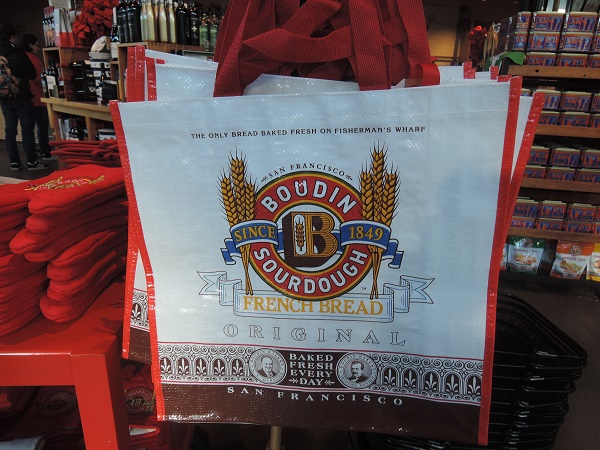 THE ONLY BREAD BAKED FRESH ON FISHERMAN'S WHARF
SAN FRANCISCO
BOUDIN
SINCE 1849
B
SOURDOUGH
FRENCH BREAD
ORIGINAL
BAKED
FRESH
EVERY
DAY
SAN FRANCISCO